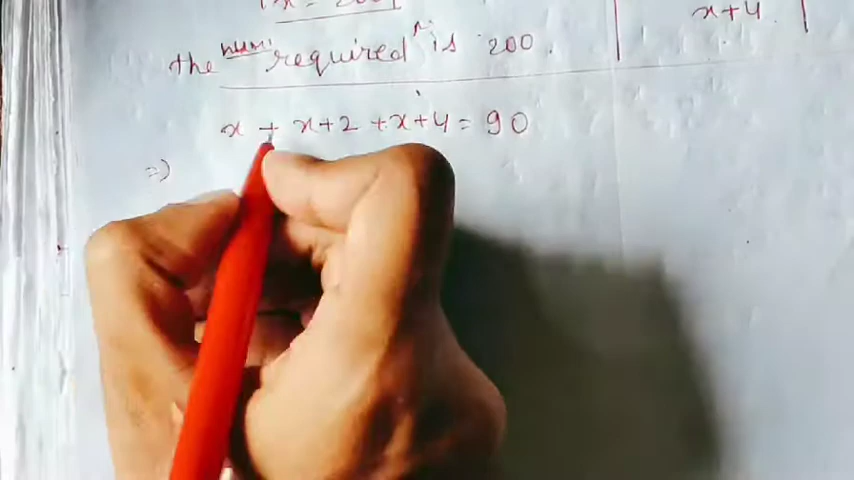 x+4
the num. required n is 200.
x + x+2 +x+4 = 90
=)